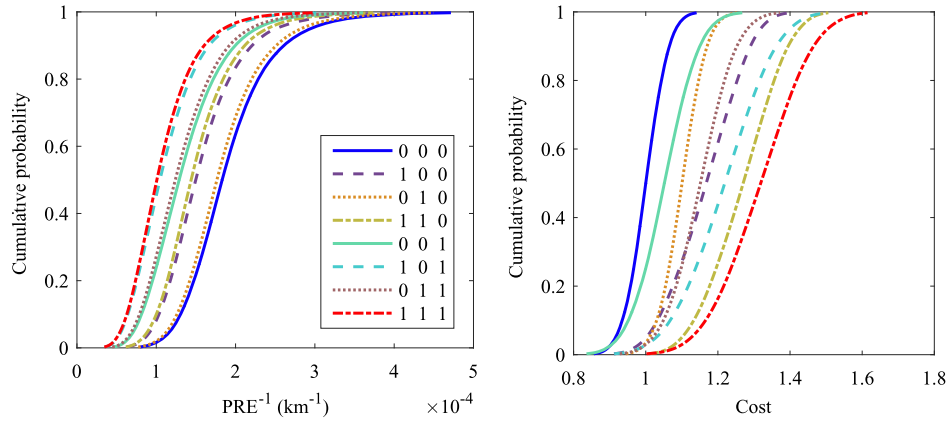 Cumulative probability
1
0.8
0.6
0.4
0.2
0
0 1 2 3 4 5
PRE⁻¹ (km⁻¹)
×10⁻⁴
0 0 0
1 0 0
0 1 0
1 1 0
0 0 1
1 0 1
0 1 1
1 1 1
Cumulative probability
1
0.8
0.6
0.4
0.2
0
0.8 1 1.2 1.4 1.6 1.8
Cost